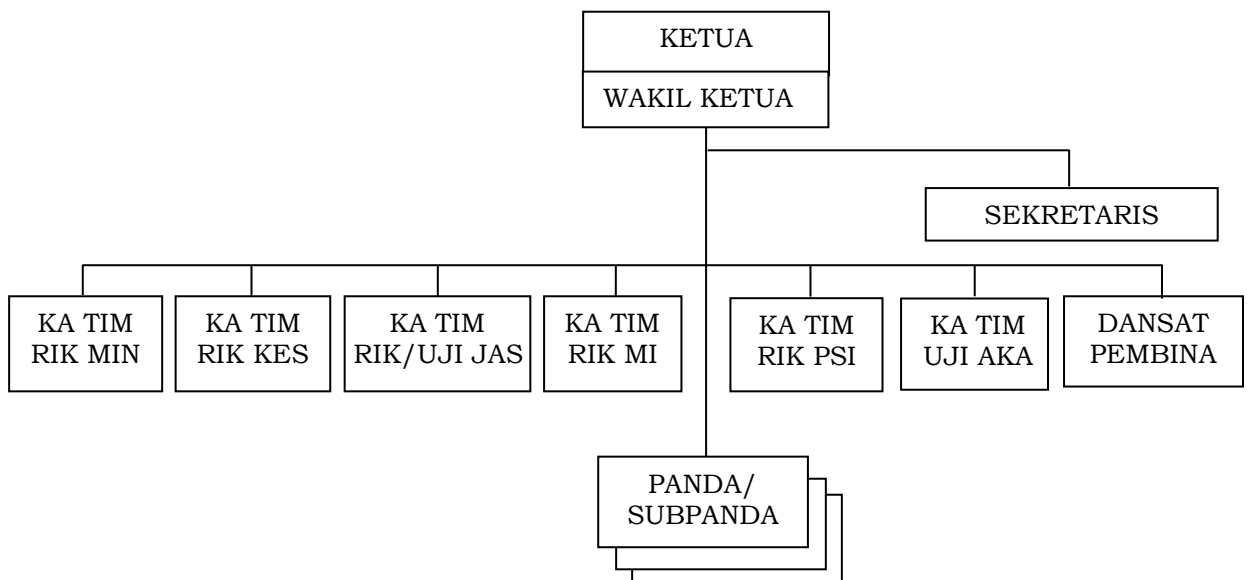 KETUA
WAKIL KETUA
SEKRETARIS
KA TIM
RIK MIN
KA TIM
RIK KES
KA TIM
RIK/UJI JAS
KA TIM
RIK MI
KA TIM
RIK PSI
KA TIM
UJI AKA
DANSAT
PEMBINA
PANDA/
SUBPANDA